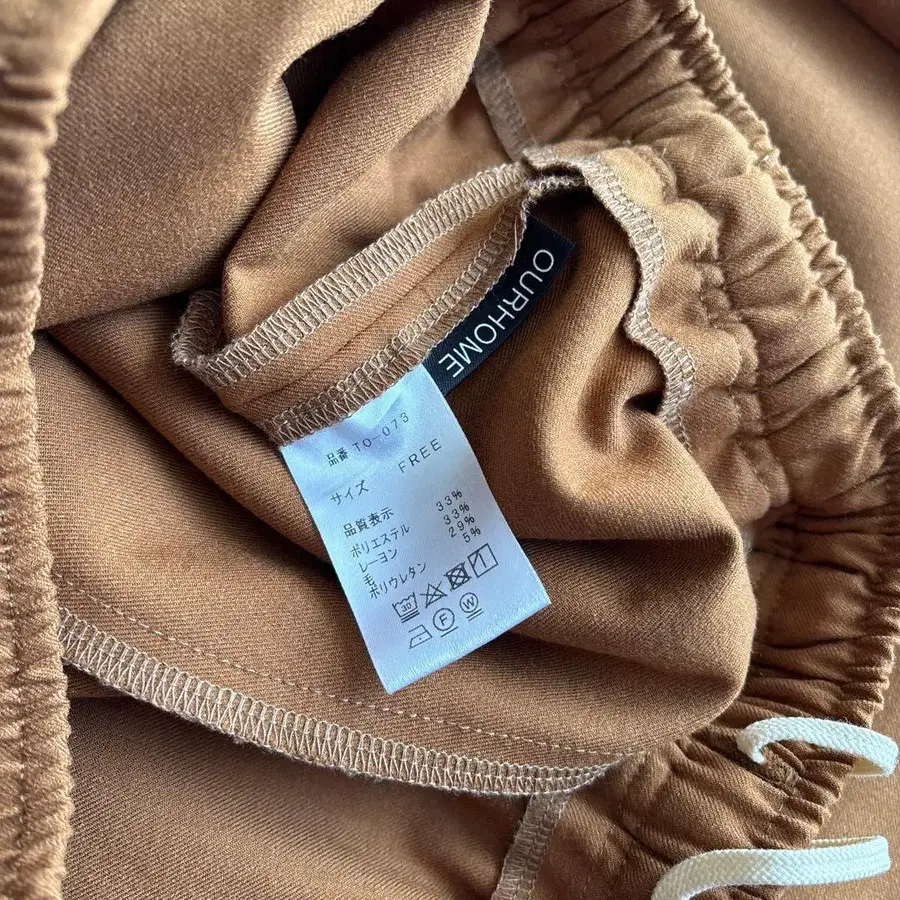 OURHOME
品番 TO-073
サイズ FREE
品質表示
ポリエステル 33%
レーヨン 33%
毛 29%
ポリウレタン 5%
30
F W